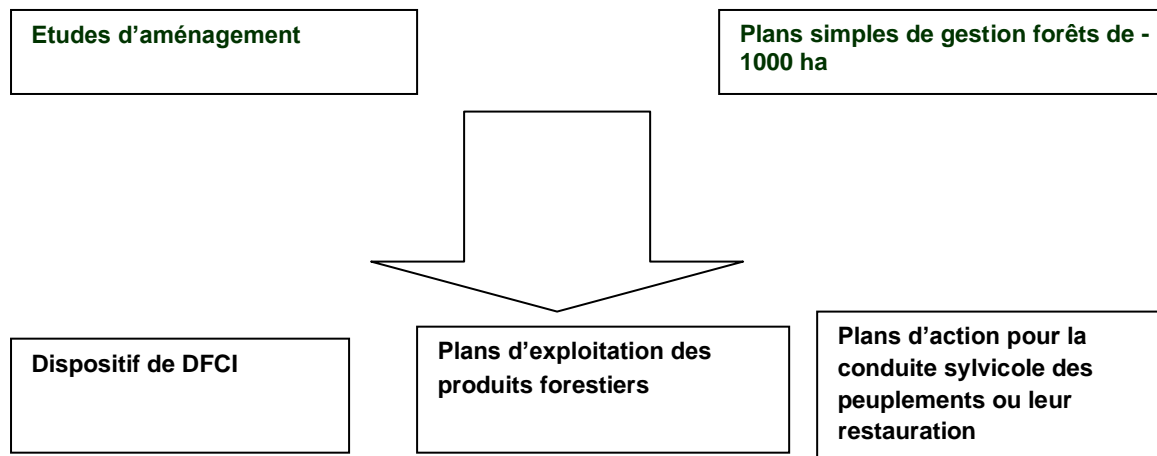 Etudes d’aménagement
Plans simples de gestion forêts de -
1000 ha
Dispositif de DFCI
Plans d’exploitation des
produits forestiers
Plans d’action pour la
conduite sylvicole des
peuplements ou leur
restauration